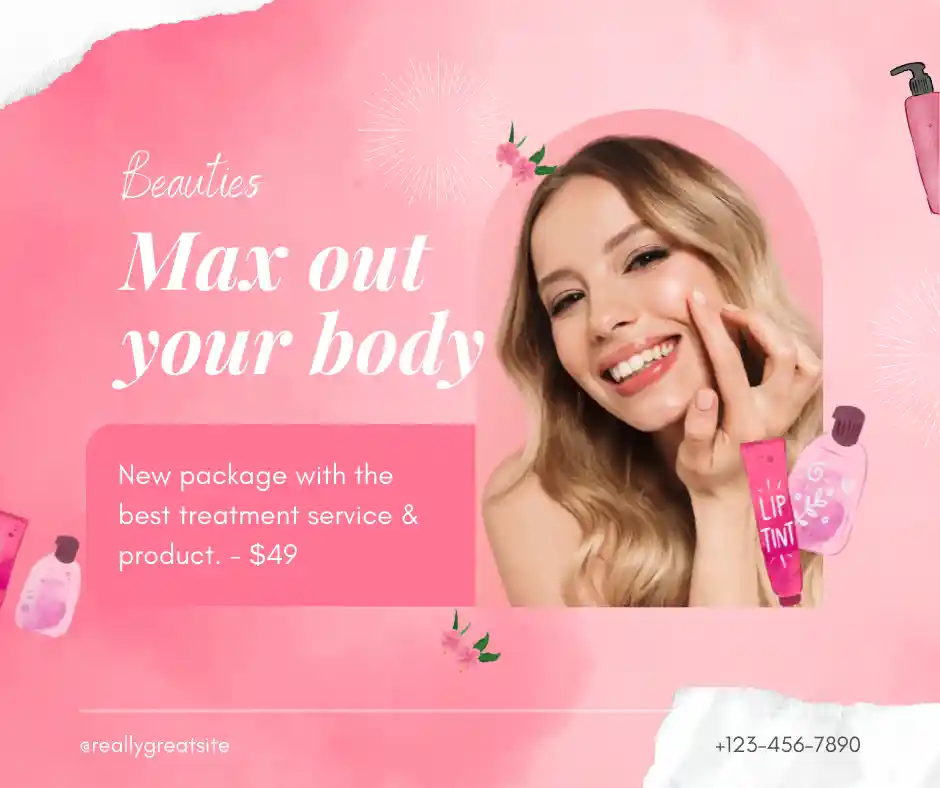 Beauties
Max out
your body
New package with the
best treatment service &
product. - $49
LIP
TINT
@reallygreatsite
+123-456-7890